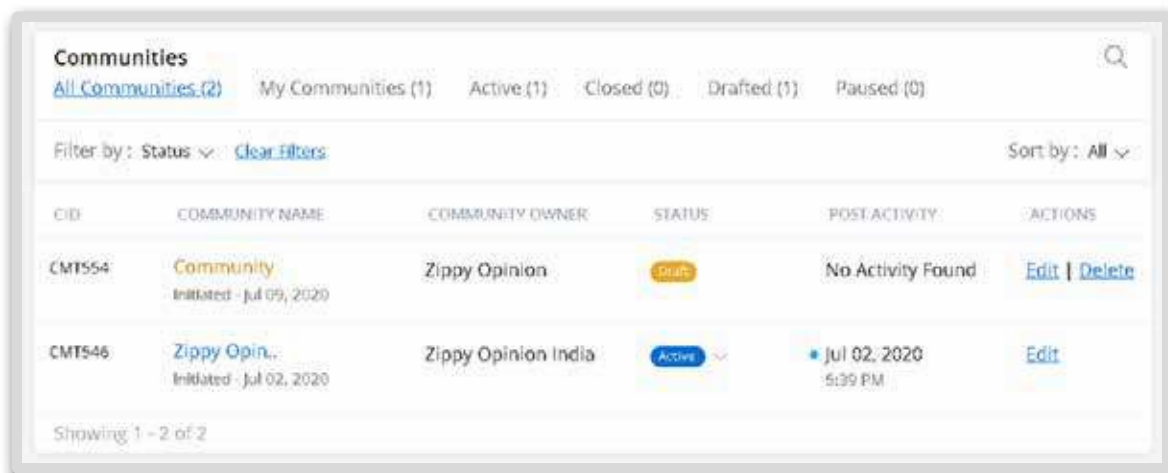 Communities
All Communities (2) My Communities (1) Active (1) Closed (0) Drafted (1) Paused (0)
Filter by : Status Clear Filters Sort by : All
CID COMMUNITY NAME COMMUNITY OWNER STATUS POST ACTIVITY ACTIONS
CMT554 Community Zippy Opinion Draft No Activity Found Edit | Delete
Initiated - Jul 09, 2020
CMT546 Zippy Opin.. Zippy Opinion India Active Jul 02, 2020 Edit
Initiated - Jul 02, 2020 5:39 PM
Showing 1 - 2 of 2